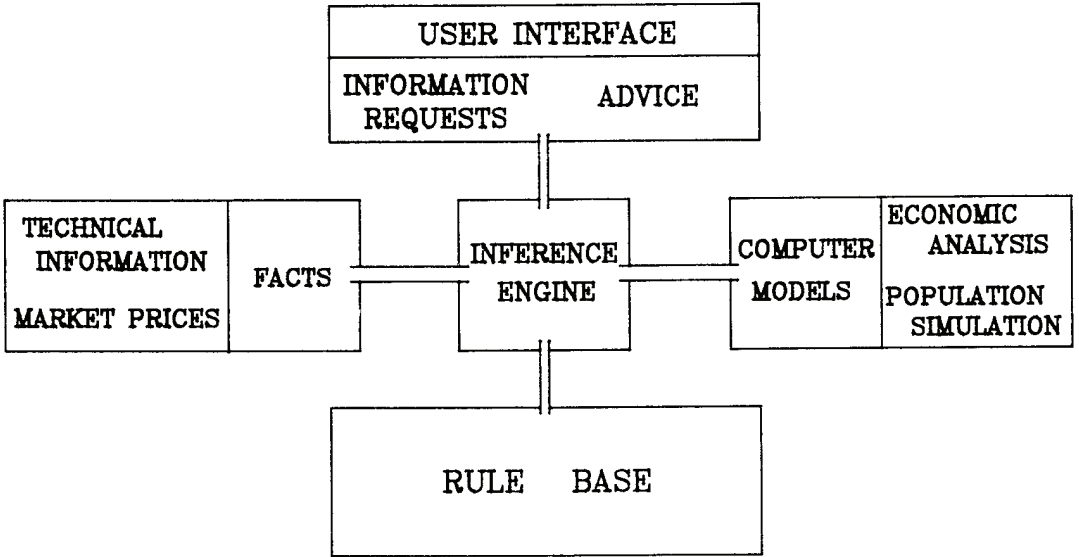 USER INTERFACE
INFORMATION
REQUESTS
ADVICE
TECHNICAL
INFORMATION
MARKET PRICES
FACTS
INFERENCE
ENGINE
COMPUTER
MODELS
ECONOMIC
ANALYSIS
POPULATION
SIMULATION
RULE BASE